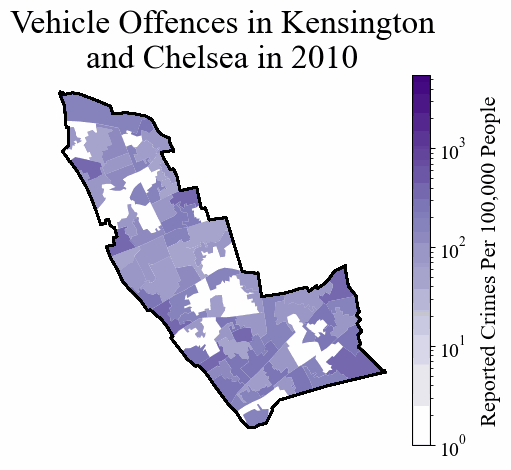 Vehicle Offences in Kensington
and Chelsea in 2010
10^3
10^2
10^1
10^0
Reported Crimes Per 100,000 People